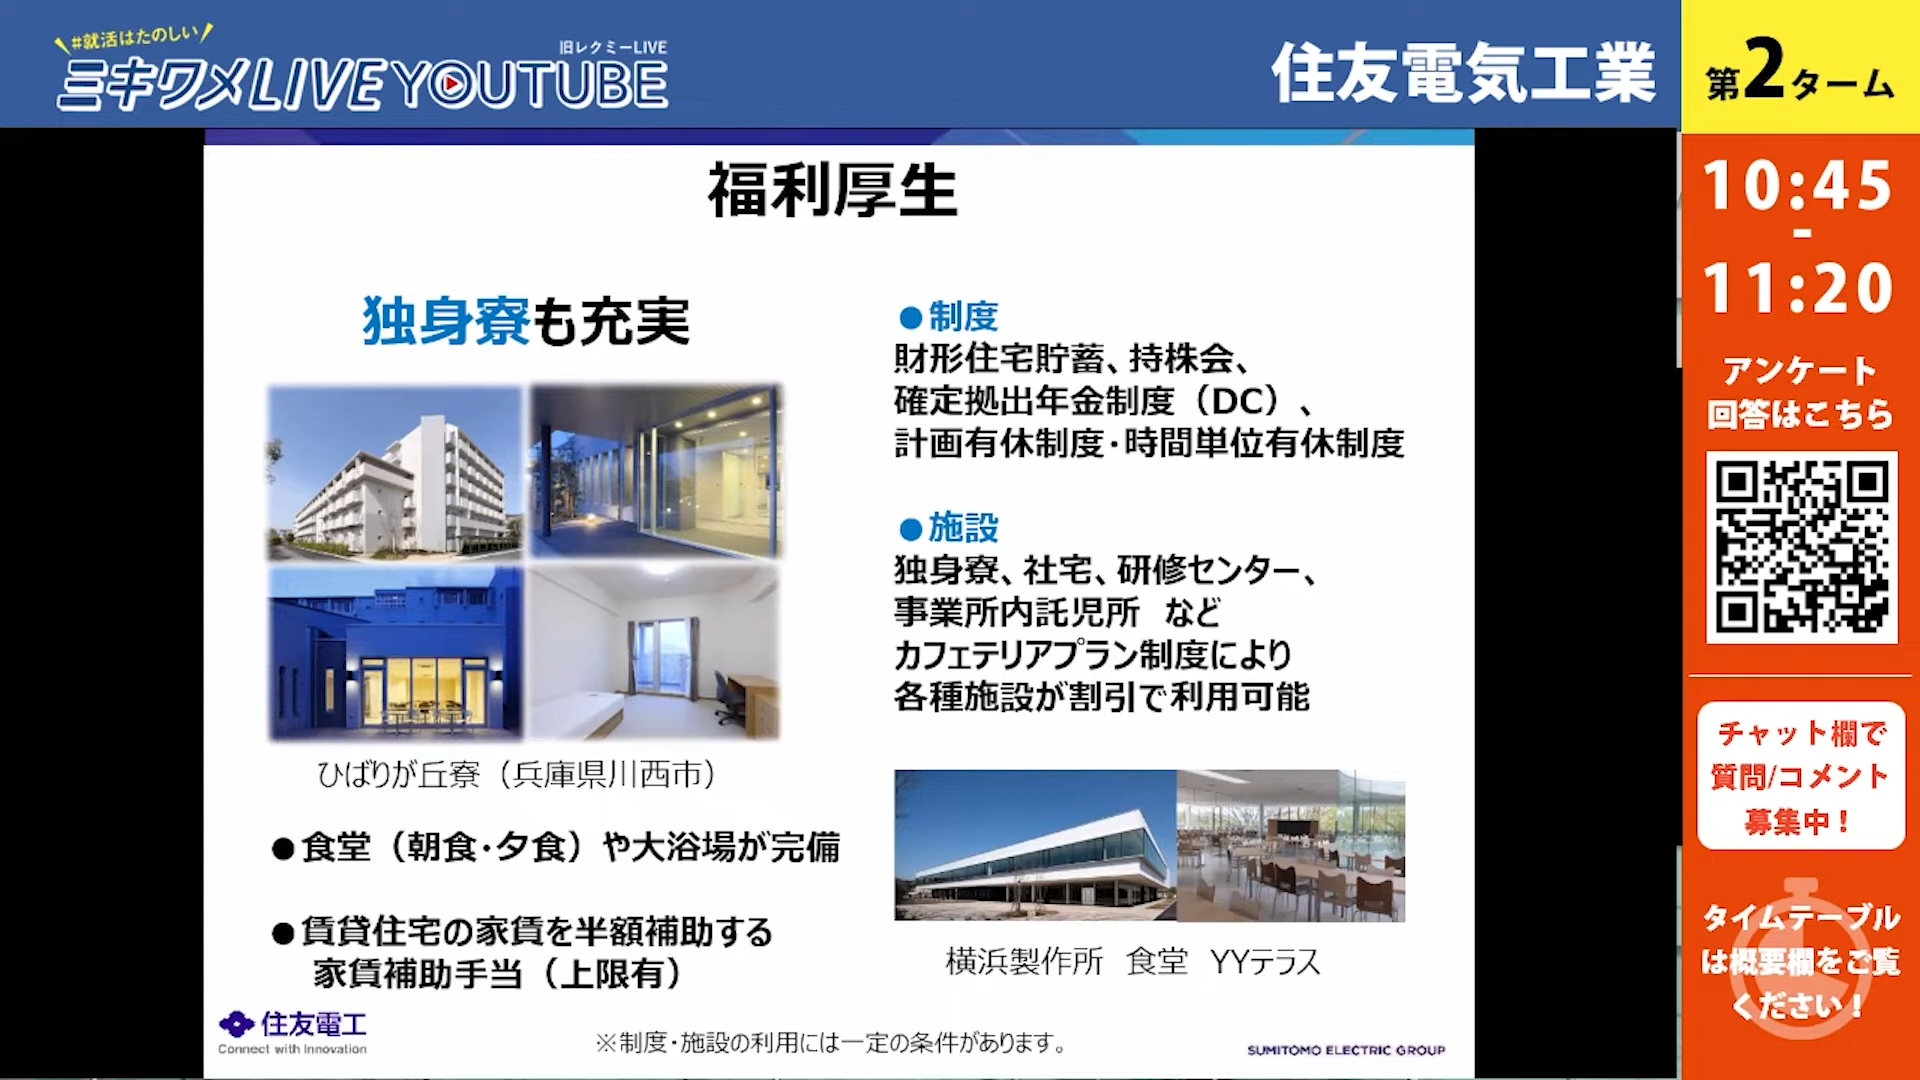 #就活はたのしい
旧レクミーLIVE
ミキワメLIVE YOUTUBE
住友電気工業
第2ターム
10:45
-
11:20
アンケート
回答はこちら
チャット欄で
質問/コメント
募集中！
タイムテーブル
は概要欄をご覧
ください！
福利厚生
独身寮も充実
ひばりが丘寮（兵庫県川西市）
●食堂（朝食・夕食）や大浴場が完備
●賃貸住宅の家賃を半額補助する
家賃補助手当（上限有）
●制度
財形住宅貯蓄、持株会、
確定拠出年金制度（DC）、
計画有休制度・時間単位有休制度
●施設
独身寮、社宅、研修センター、
事業所内託児所　など
カフェテリアプラン制度により
各種施設が割引で利用可能
横浜製作所　食堂　YYテラス
住友電工
Connect with Innovation
※制度・施設の利用には一定の条件があります。
SUMITOMO ELECTRIC GROUP